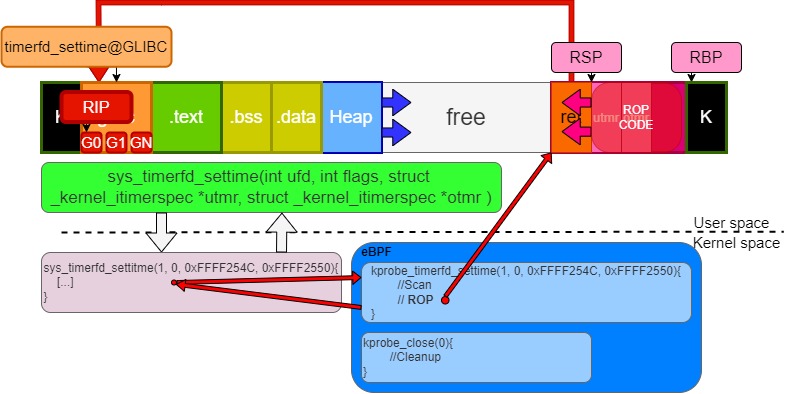 timerfd_settime@GLIBC
RSP
RBP
K
RIP
G0 G1 GN
.text
.bss
.data
Heap
free
re
utmr
otmr
ROP
CODE
K
sys_timerfd_settime(int ufd, int flags, struct
_kernel_itimerspec *utmr, struct _kernel_itimerspec *otmr )
User space
Kernel space
sys_timerfd_settitme(1, 0, 0xFFFF254C, 0xFFFF2550){
[...]
}
eBPF
kprobe_timerfd_settime(1, 0, 0xFFFF254C, 0xFFFF2550){
//Scan
// ROP
}
kprobe_close(0){
//Cleanup
}